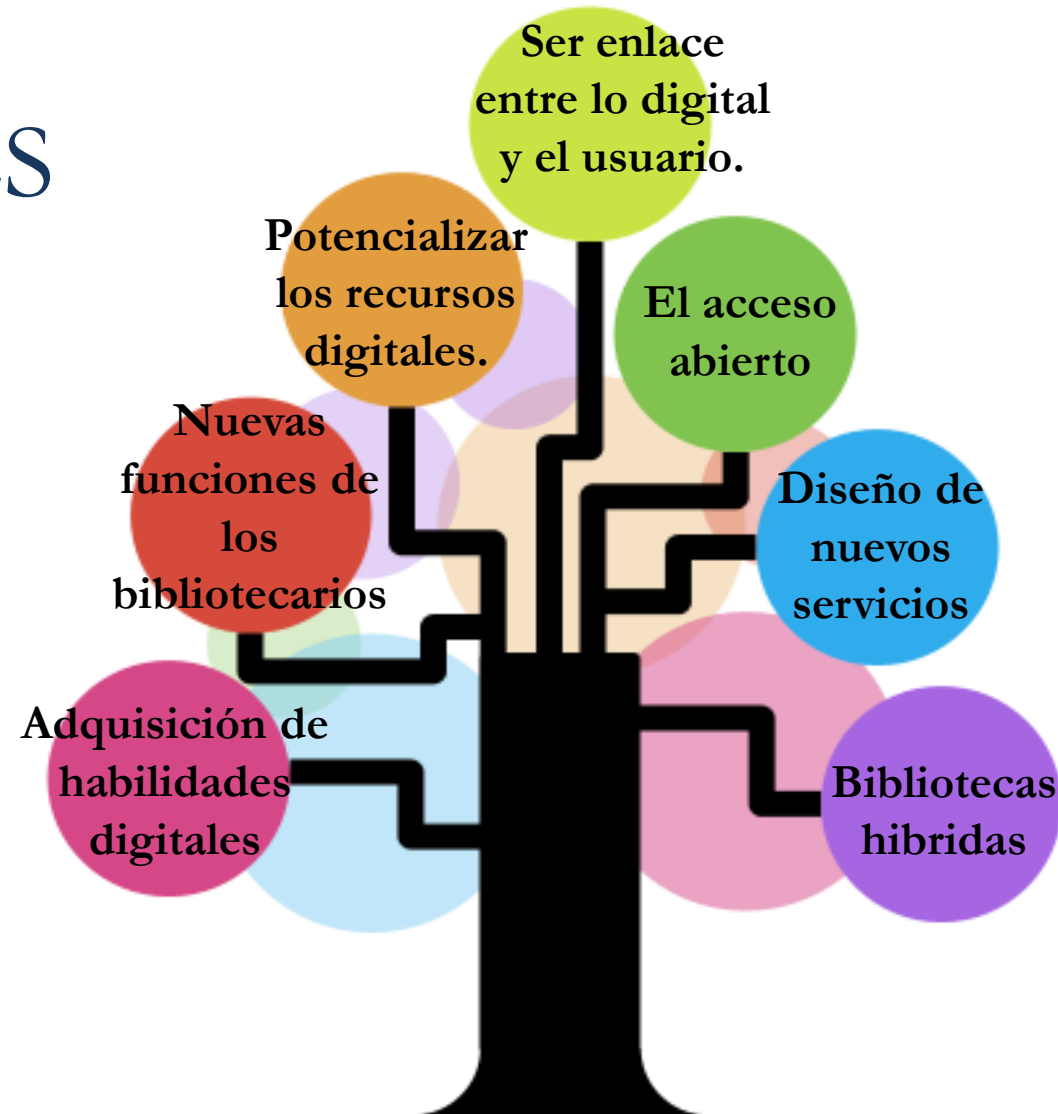 Ser enlace
entre lo digital
y el usuario.
Potencializar
los recursos
digitales.
El acceso
abierto
Nuevas
funciones de
los
bibliotecarios
Diseño de
nuevos
servicios
Adquisición de
habilidades
digitales
Bibliotecas
hibridas